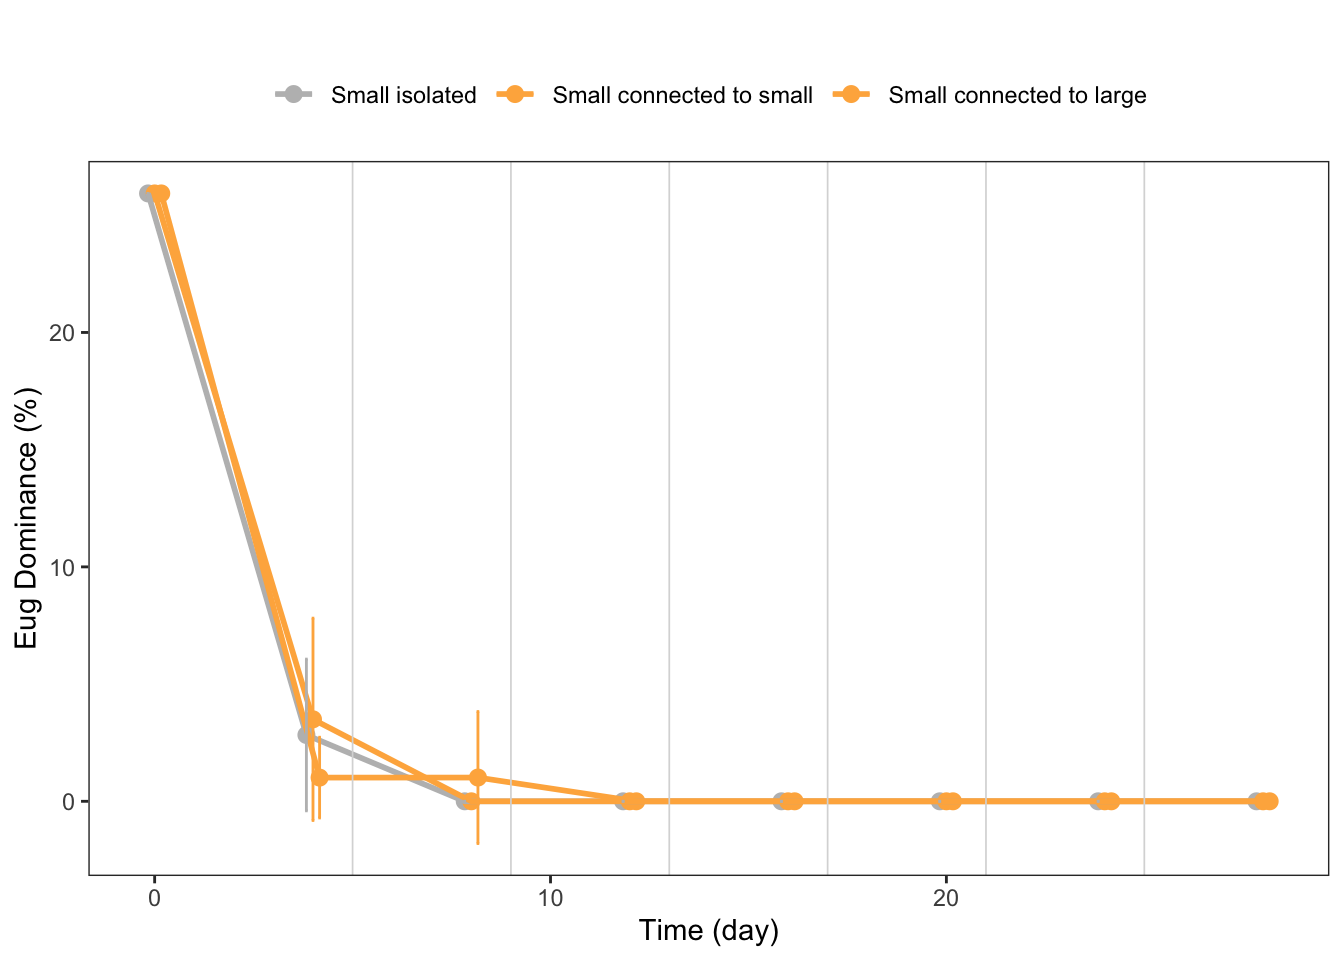 Small isolated Small connected to small Small connected to large
Eug Dominance (%)
20
10
0
0 10 20
Time (day)